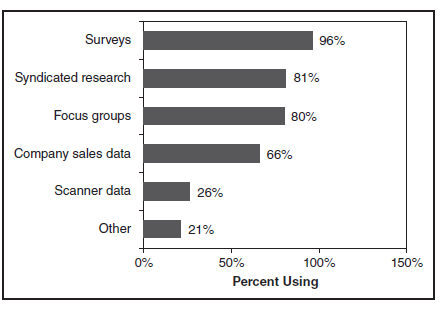 Surveys 96%
Syndicated research 81%
Focus groups 80%
Company sales data 66%
Scanner data 26%
Other 21%
0% 50% 100% 150%
Percent Using